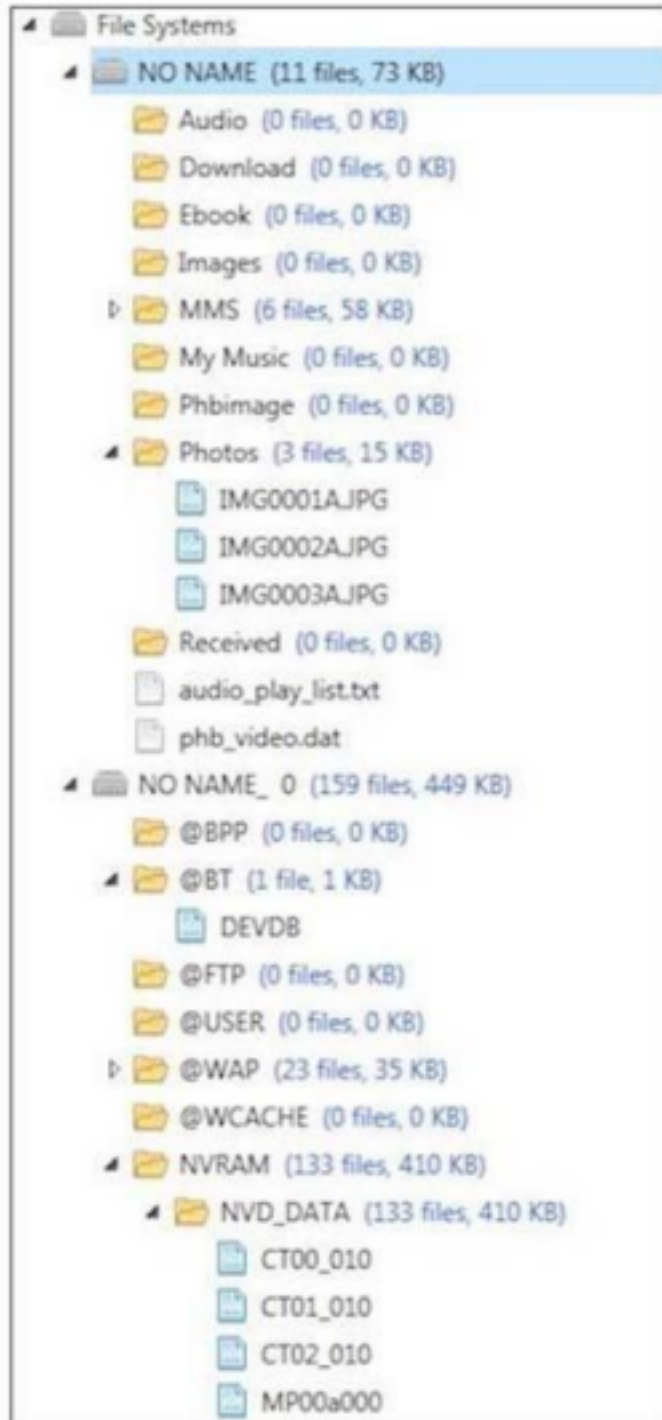 File Systems
NO NAME (11 files, 73 KB)
Audio (0 files, 0 KB)
Download (0 files, 0 KB)
Ebook (0 files, 0 KB)
Images (0 files, 0 KB)
MMS (6 files, 58 KB)
My Music (0 files, 0 KB)
Phbimage (0 files, 0 KB)
Photos (3 files, 15 KB)
IMG0001A.JPG
IMG0002A.JPG
IMG0003A.JPG
Received (0 files, 0 KB)
audio_play_list.txt
phb_video.dat
NO NAME_ 0 (159 files, 449 KB)
@BPP (0 files, 0 KB)
@BT (1 file, 1 KB)
DEVDB
@FTP (0 files, 0 KB)
@USER (0 files, 0 KB)
@WAP (23 files, 35 KB)
@WCACHE (0 files, 0 KB)
NVRAM (133 files, 410 KB)
NVD_DATA (133 files, 410 KB)
CT00_010
CT01_010
CT02_010
MP00a000